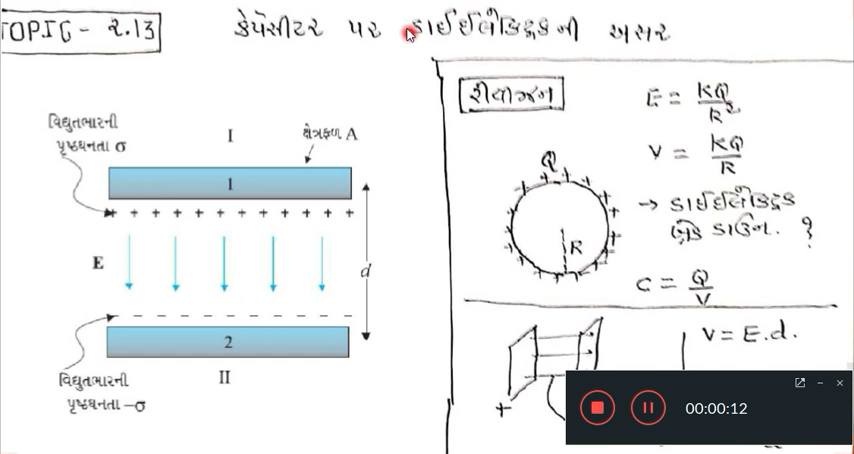 TOPIC - 2.13
કેપેસીટર પર ડાઈઈલેક્ટ્રિકની અસર
વિદ્યુતભારની
પૃષ્ઠઘનતા σ
I
ક્ષેત્રફળ A
1
+ + + + + + + + + + + +
E
d
2
વિદ્યુતભારની
પૃષ્ઠઘનતા –σ
II
રીવીઝન
E = KQ/R²
V = KQ/R
Q
R
→ ડાઈઈલેક્ટ્રિક
બ્રેક ડાઉન. ?
C = Q/V
V = E.d.
+
00:00:12